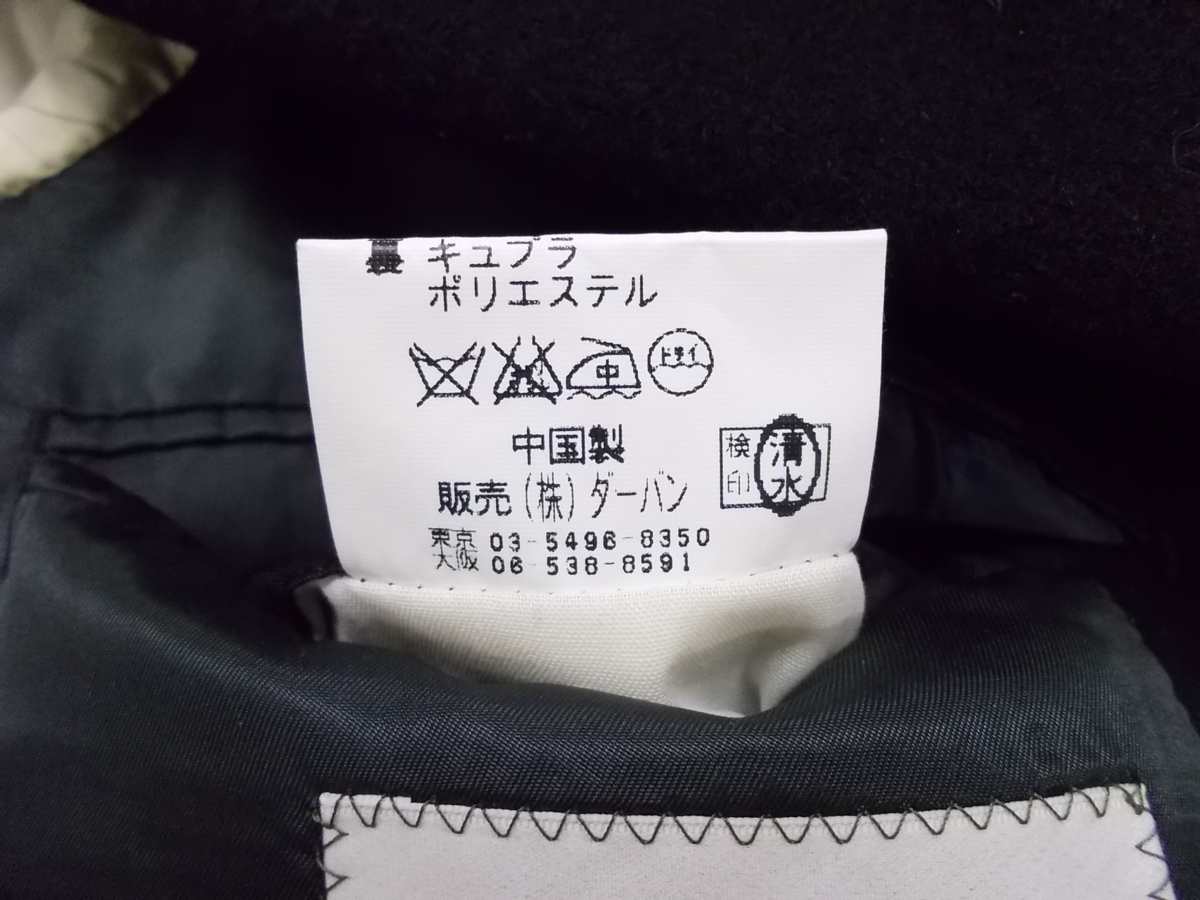 裏 キュプラ
ポリエステル
中 ドライ
中国製
検印 清水
販売 (株) ダーバン
東京 03-5496-8350
大阪 06-538-8591